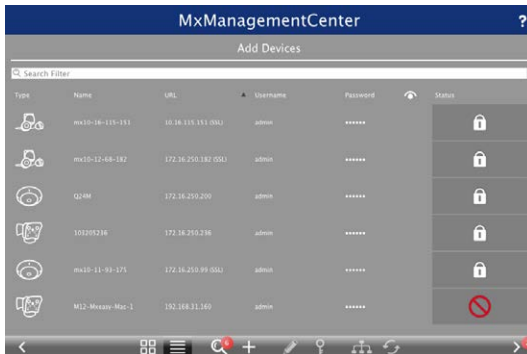 MxManagementCenter ?
Add Devices
Search Filter
Type Name URL Username Password Status
mx10-16-115-151 10.16.115.151 (SSL) admin ••••••
mx10-12-68-182 172.16.250.182 (SSL) admin ••••••
Q24M 172.16.250.200 admin ••••••
103205236 172.16.250.236 admin ••••••
mx10-11-93-175 172.16.250.99 (SSL) admin ••••••
M12-Mxeasy-Mac-1 192.168.31.160 admin ••••••
6